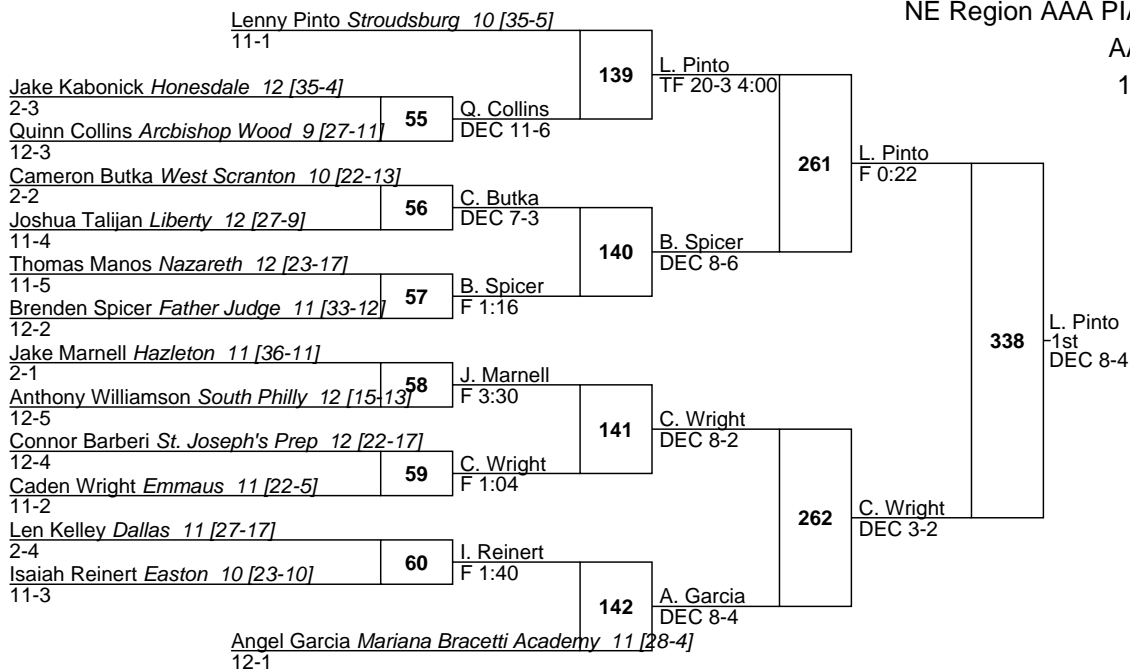 NE Region AAA PIA
AA
1
Lenny Pinto Stroudsburg 10 [35-5]
11-1
139
L. Pinto
TF 20-3 4:00
Jake Kabonick Honesdale 12 [35-4]
2-3
55
Q. Collins
DEC 11-6
Quinn Collins Arcbishop Wood 9 [27-11]
12-3
261
L. Pinto
F 0:22
Cameron Butka West Scranton 10 [22-13]
2-2
56
C. Butka
DEC 7-3
Joshua Talijan Liberty 12 [27-9]
11-4
140
B. Spicer
DEC 8-6
Thomas Manos Nazareth 12 [23-17]
11-5
57
B. Spicer
F 1:16
Brenden Spicer Father Judge 11 [33-12]
12-2
338
L. Pinto
1st
DEC 8-4
Jake Marnell Hazleton 11 [36-11]
2-1
58
J. Marnell
F 3:30
Anthony Williamson South Philly 12 [15-13]
12-5
141
C. Wright
DEC 8-2
Connor Barberi St. Joseph's Prep 12 [22-17]
12-4
59
C. Wright
F 1:04
Caden Wright Emmaus 11 [22-5]
11-2
262
C. Wright
DEC 3-2
Len Kelley Dallas 11 [27-17]
2-4
60
I. Reinert
F 1:40
Isaiah Reinert Easton 10 [23-10]
11-3
142
A. Garcia
DEC 8-4
Angel Garcia Mariana Bracetti Academy 11 [28-4]
12-1